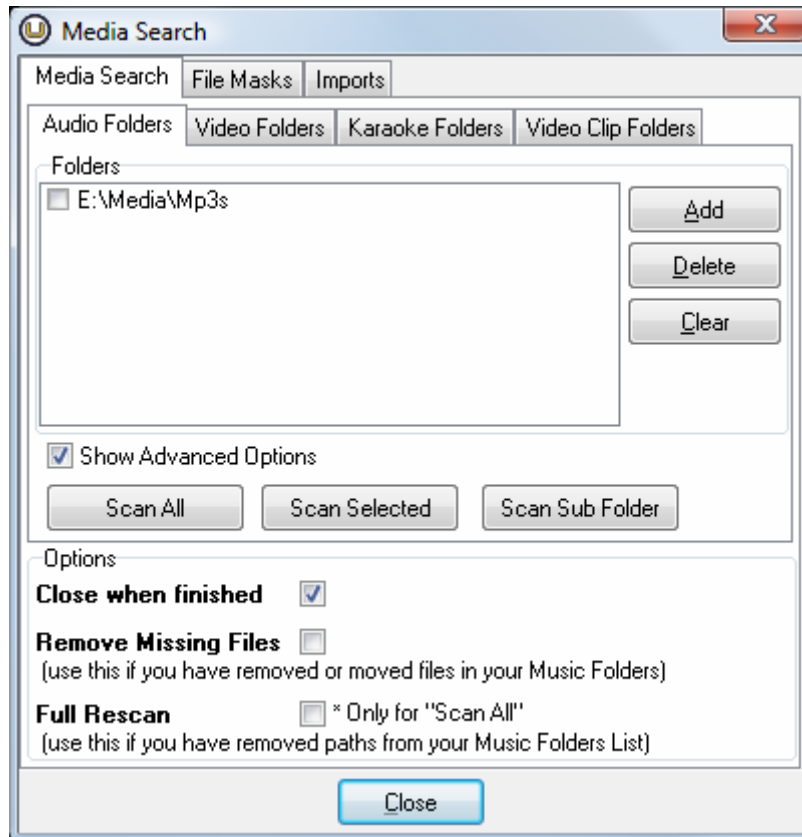 Media Search
Media Search File Masks Imports
Audio Folders Video Folders Karaoke Folders Video Clip Folders
Folders
E:\Media\Mp3s
Add
Delete
Clear
Show Advanced Options
Scan All Scan Selected Scan Sub Folder
Options
Close when finished
Remove Missing Files
(use this if you have removed or moved files in your Music Folders)
Full Rescan * Only for "Scan All"
(use this if you have removed paths from your Music Folders List)
Close